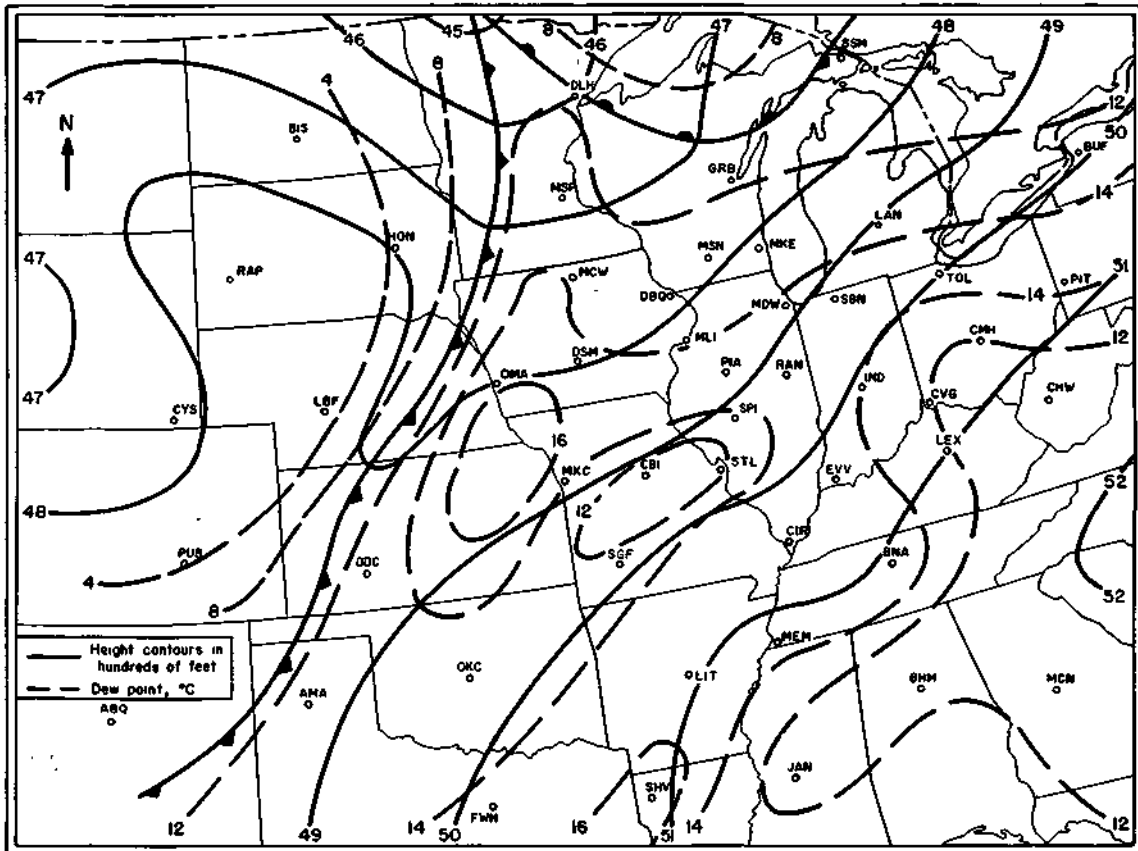 46 45 8 46 47 8 48 49
SSM
47
4
8
DLH
12
50
N
BIS
BUF
GRB
MSP
14
LAN
HON
MSN
MKE
47
RAP
MCW
TOL
51
PIT
DBQ
MDW
SBN
14
MLI
CMH
12
DSM
OMA
PIA
RAN
IND
47
CYS
LBF
CVG
CHW
SPI
16
LEX
MKC
CBI
STL
EVV
52
48
12
PUB
DDC
SGF
BNA
4
8
52
MEM
Height contours in
hundreds of feet
Dew point, °C
OKC
LIT
BHM
MCN
ABQ
AMA
JAN
SHV
FWH
12
49
14
50
16
51
14
12